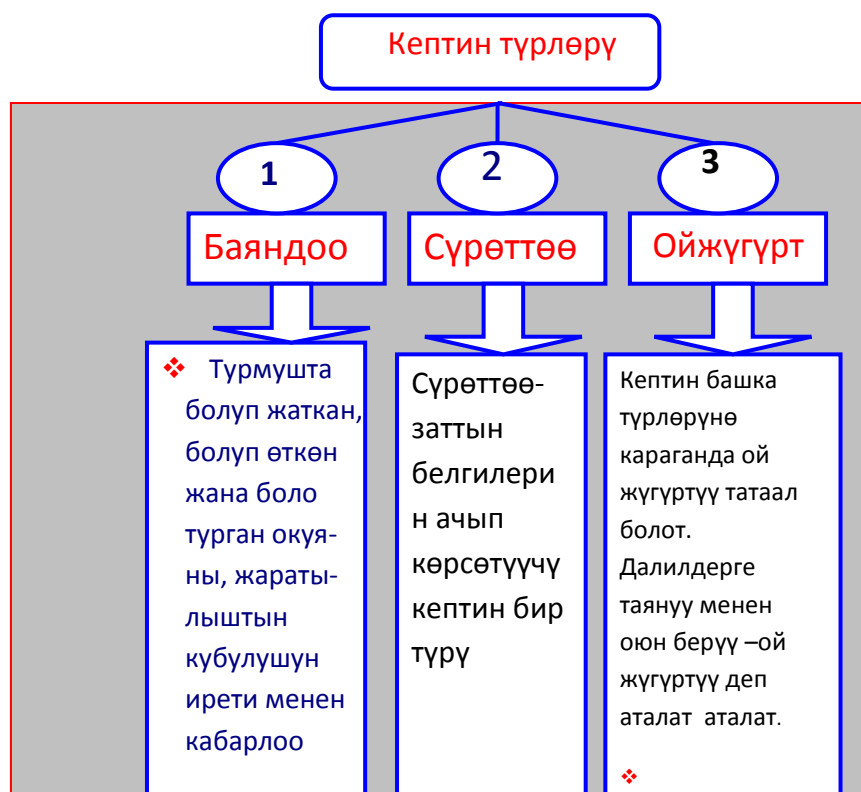 Кептин түрлөрү
1
Баяндоо
❖ Турмушта
болуп жаткан,
болуп өткөн
жана боло
турган окуя-
ны, жараты-
лыштын
кубулушун
ирети менен
кабарлоо
2
Сүрөттөө
Сүрөттөө-
заттын
белгилери
н ачып
көрсөтүүчү
кептин бир
түрү
3
Ойжүгүрт
Кептин башка
түрлөрүнө
караганда ой
жүгүртүү татаал
болот.
Далилдерге
таянуу менен
оюн берүү –ой
жүгүртүү деп
аталат аталат.
❖